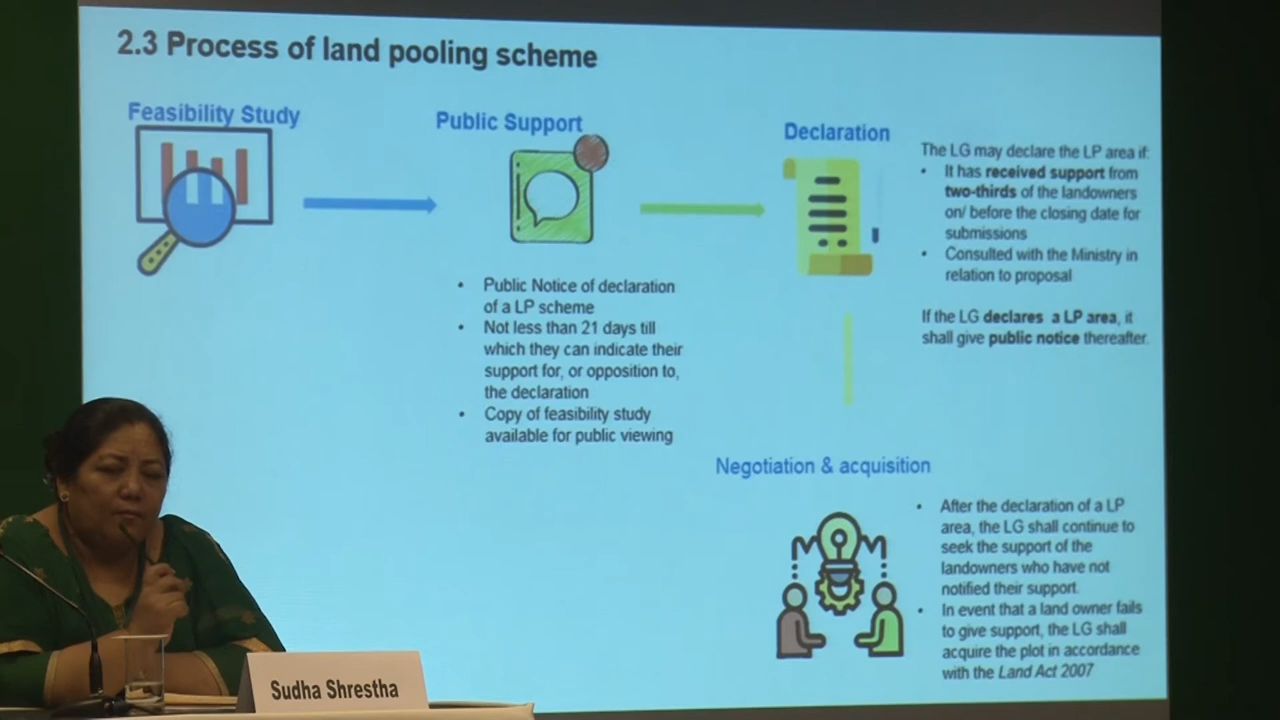 2.3 Process of land pooling scheme
Feasibility Study
Public Support
• Public Notice of declaration
of a LP scheme
• Not less than 21 days till
which they can indicate their
support for, or opposition to,
the declaration
• Copy of feasibility study
available for public viewing
Declaration
The LG may declare the LP area if:
• It has received support from
two-thirds of the landowners
on/ before the closing date for
submissions
• Consulted with the Ministry in
relation to proposal
If the LG declares a LP area, it
shall give public notice thereafter.
Negotiation & acquisition
• After the declaration of a LP
area, the LG shall continue to
seek the support of the
landowners who have not
notified their support.
• In event that a land owner fails
to give support, the LG shall
acquire the plot in accordance
with the Land Act 2007
Sudha Shrestha